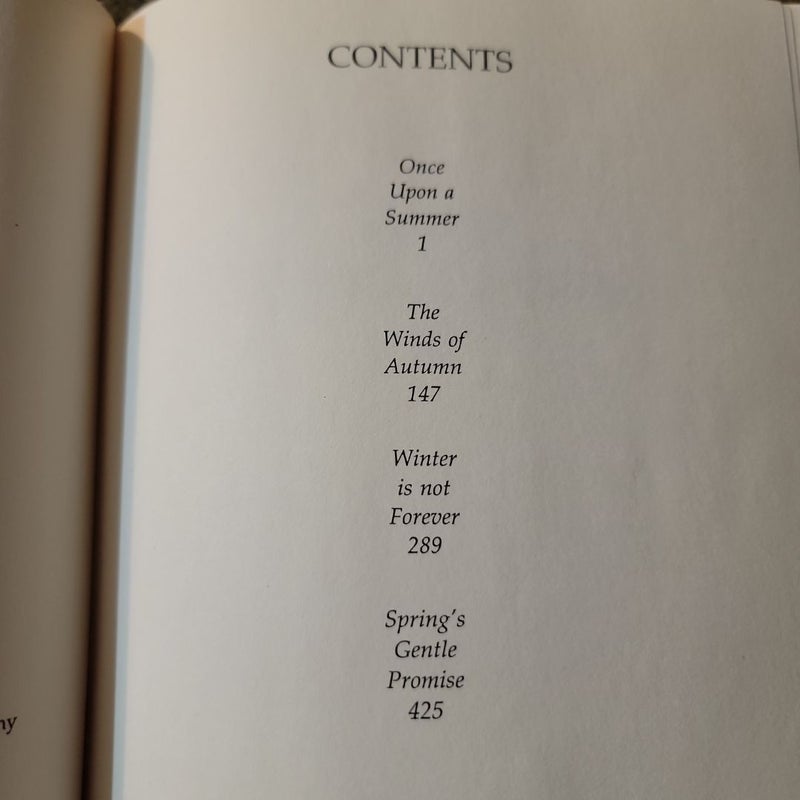 CONTENTS
Once
Upon a
Summer
1
The
Winds of
Autumn
147
Winter
is not
Forever
289
Spring's
Gentle
Promise
425